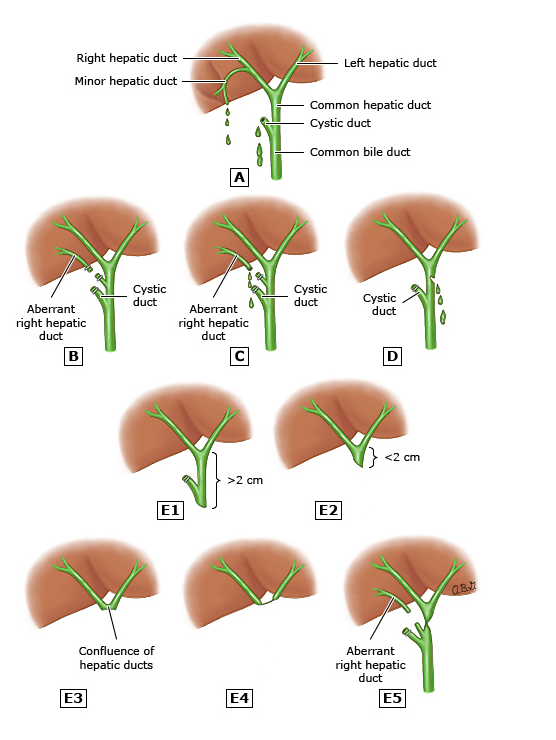 Right hepatic duct
Left hepatic duct
Minor hepatic duct
Common hepatic duct
Cystic duct
Common bile duct
A
Aberrant
right hepatic
duct
Cystic
duct
B
Aberrant
right hepatic
duct
Cystic
duct
C
Cystic
duct
D
>2 cm
E1
<2 cm
E2
Confluence of
hepatic ducts
E3
E4
Aberrant
right hepatic
duct
E5